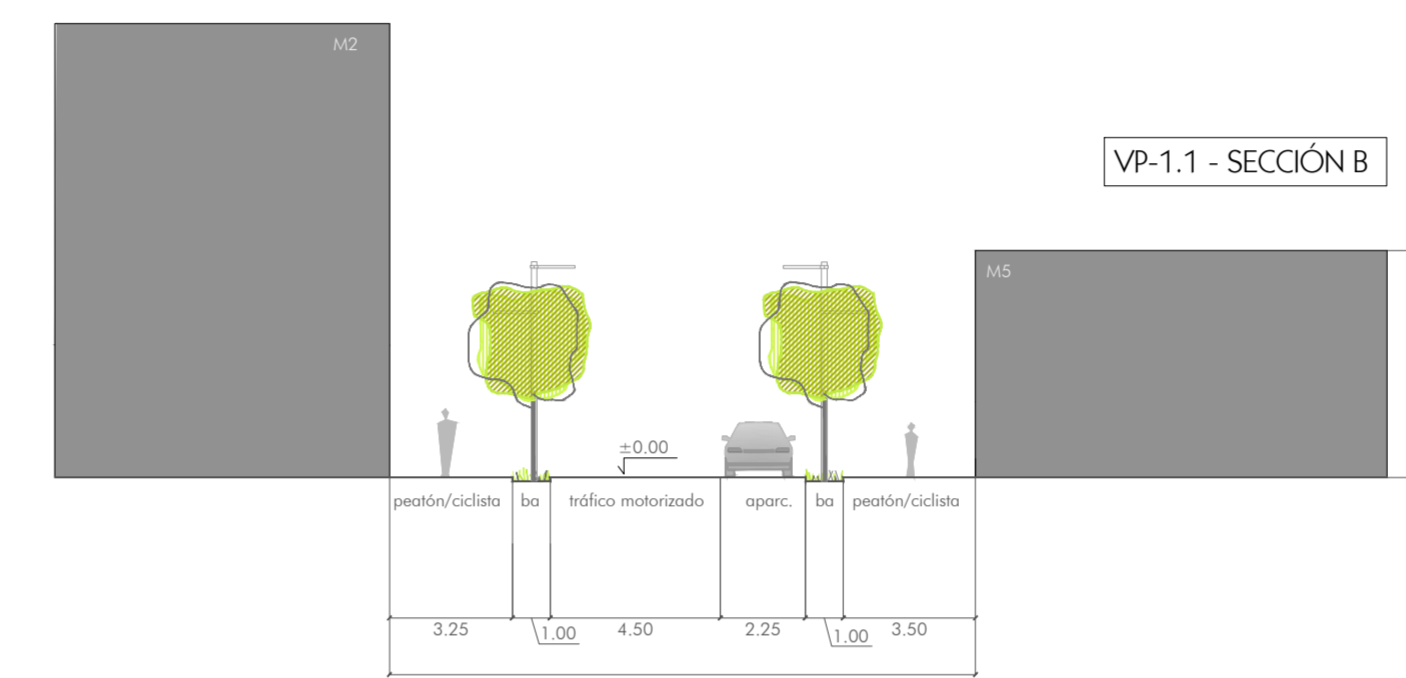 M2
VP-1.1 - SECCIÓN B
M5
±0.00
peatón/ciclista ba tráfico motorizado aparc. ba peatón/ciclista
3.25 1.00 4.50 2.25 1.00 3.50